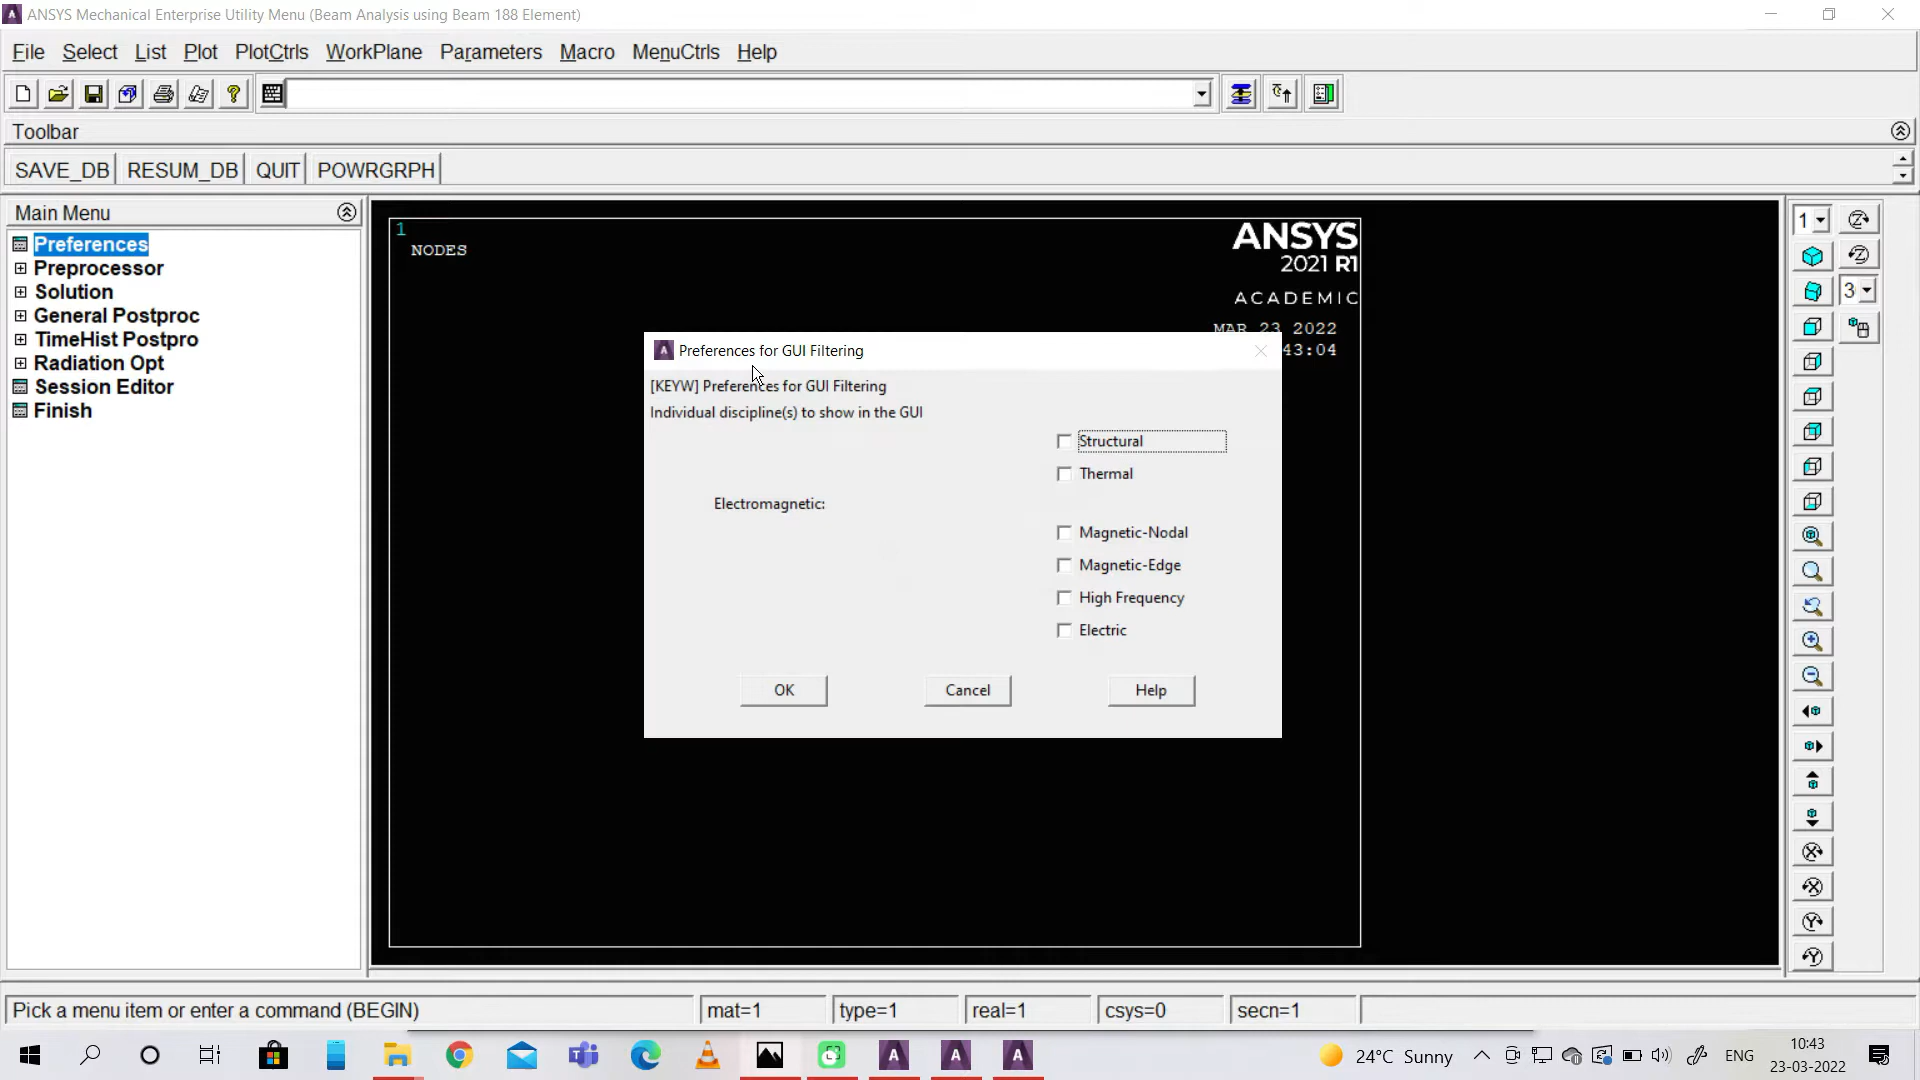 ANSYS Mechanical Enterprise Utility Menu (Beam Analysis using Beam 188 Element)
File Select List Plot PlotCtrls WorkPlane Parameters Macro MenuCtrls Help
Toolbar
SAVE_DB RESUM_DB QUIT POWRGRPH
Main Menu
Preferences
Preprocessor
Solution
General Postproc
TimeHist Postpro
Radiation Opt
Session Editor
Finish
1
NODES
ANSYS
2021 R1
ACADEMIC
MAR 23 2022
43:04
Preferences for GUI Filtering
[KEYW] Preferences for GUI Filtering
Individual discipline(s) to show in the GUI
Structural
Thermal
Electromagnetic:
Magnetic-Nodal
Magnetic-Edge
High Frequency
Electric
OK Cancel Help
1
3
Pick a menu item or enter a command (BEGIN) mat=1 type=1 real=1 csys=0 secn=1
24°C Sunny ENG 10:43
23-03-2022